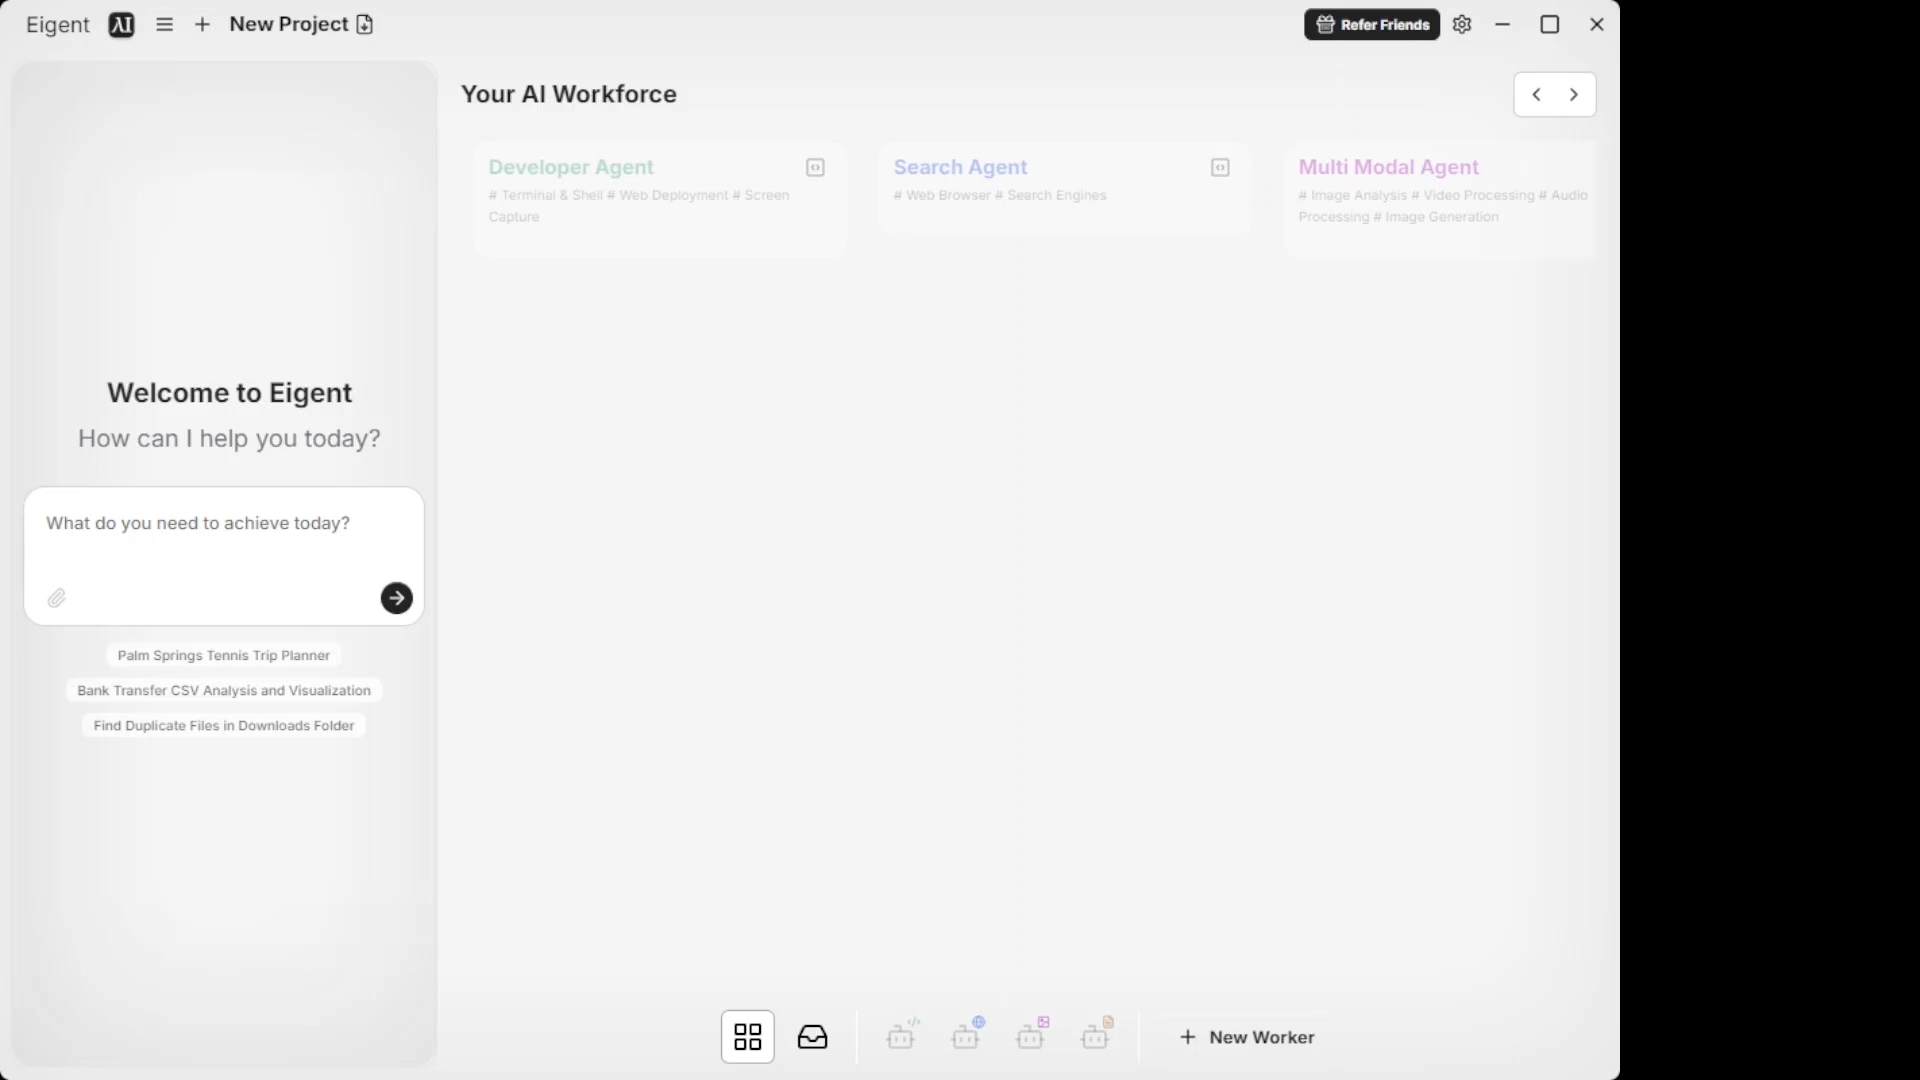 Eigent
AI
New Project
Refer Friends
Your AI Workforce
Developer Agent
# Terminal & Shell # Web Deployment # Screen
Capture
Search Agent
# Web Browser # Search Engines
Multi Modal Agent
# Image Analysis # Video Processing # Audio
Processing # Image Generation
Welcome to Eigent
How can I help you today?
What do you need to achieve today?
Palm Springs Tennis Trip Planner
Bank Transfer CSV Analysis and Visualization
Find Duplicate Files in Downloads Folder
New Worker